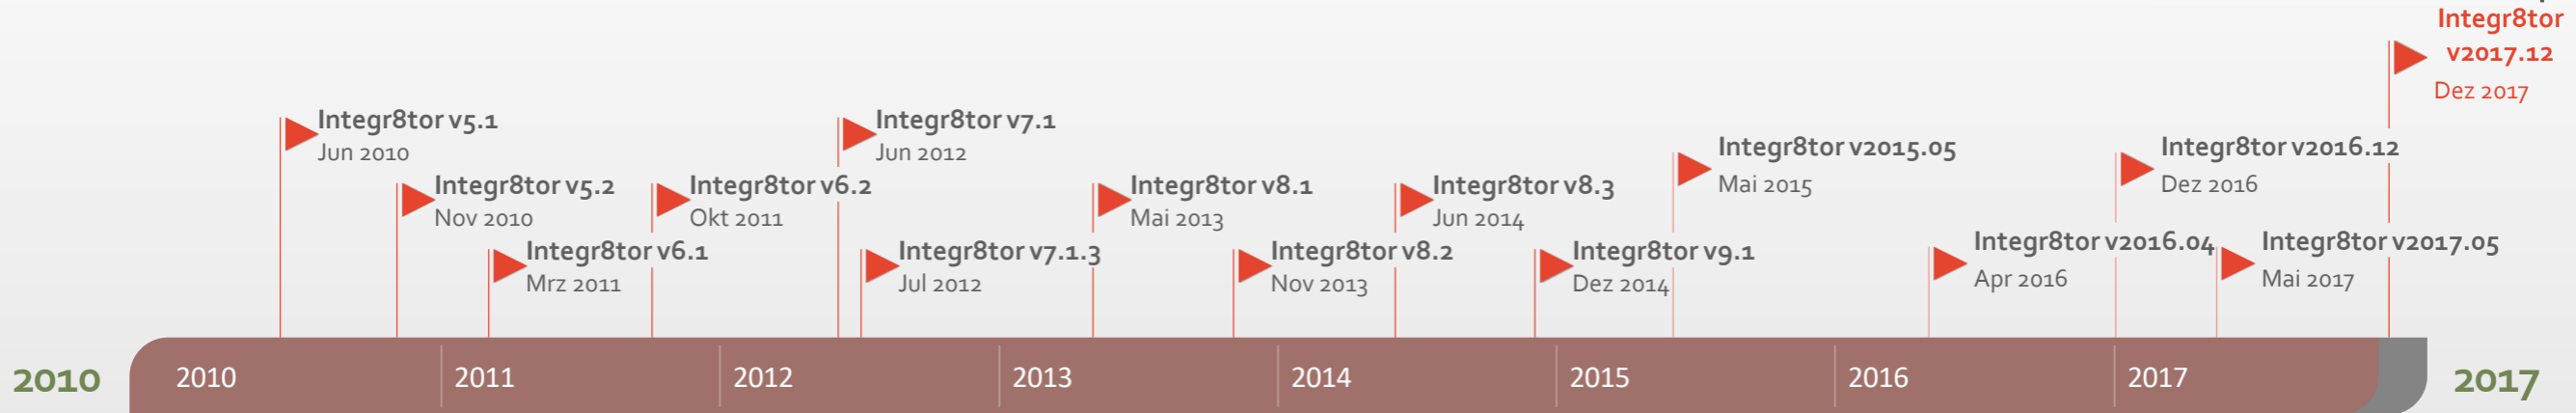 Integr8tor
v2017.12
Dez 2017
Integr8tor v5.1
Jun 2010
Integr8tor v7.1
Jun 2012
Integr8tor v2015.05
Mai 2015
Integr8tor v2016.12
Dez 2016
Integr8tor v5.2
Nov 2010
Integr8tor v6.2
Okt 2011
Integr8tor v8.1
Mai 2013
Integr8tor v8.3
Jun 2014
Integr8tor v6.1
Mrz 2011
Integr8tor v7.1.3
Jul 2012
Integr8tor v8.2
Nov 2013
Integr8tor v9.1
Dez 2014
Integr8tor v2016.04
Apr 2016
Integr8tor v2017.05
Mai 2017
2010
2010
2011
2012
2013
2014
2015
2016
2017
2017